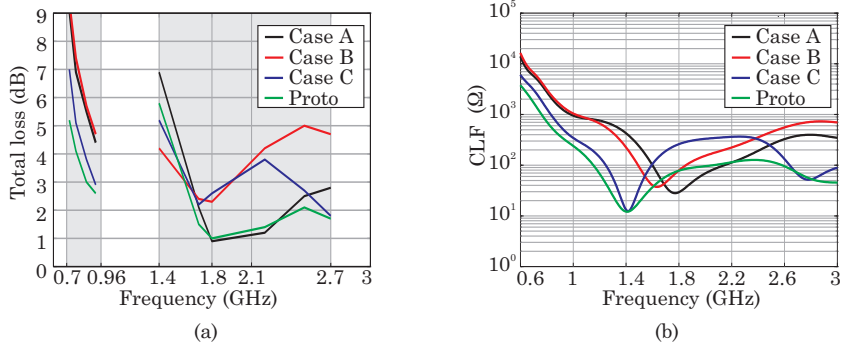 9
8
7
6
5
4
3
2
1
0
Total loss (dB)
Case A
Case B
Case C
Proto
0.7 0.96 1.4 1.8 2.1 2.7 3
Frequency (GHz)
(a)
10^5
10^4
10^3
10^2
10^1
10^0
CLF (Ω)
Case A
Case B
Case C
Proto
0.6 1 1.4 1.8 2.2 2.6 3
Frequency (GHz)
(b)